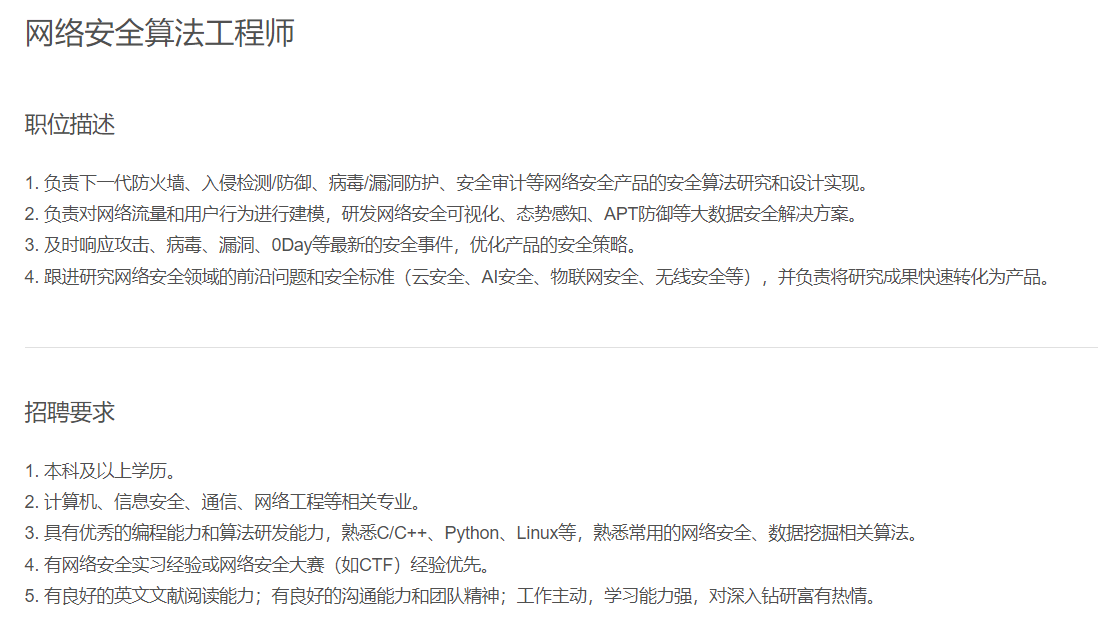 网络安全算法工程师
职位描述
1. 负责下一代防火墙、入侵检测/防御、病毒/漏洞防护、安全审计等网络安全产品的安全算法研究和设计实现。
2. 负责对网络流量和用户行为进行建模，研发网络安全可视化、态势感知、APT防御等大数据安全解决方案。
3. 及时响应攻击、病毒、漏洞、0Day等最新的安全事件，优化产品的安全策略。
4. 跟进研究网络安全领域的前沿问题和安全标准（云安全、AI安全、物联网安全、无线安全等），并负责将研究成果快速转化为产品。
招聘要求
1. 本科及以上学历。
2. 计算机、信息安全、通信、网络工程等相关专业。
3. 具有优秀的编程能力和算法研发能力，熟悉C/C++、Python、Linux等，熟悉常用的网络安全、数据挖掘相关算法。
4. 有网络安全实习经验或网络安全大赛（如CTF）经验优先。
5. 有良好的英文文献阅读能力；有良好的沟通能力和团队精神；工作主动，学习能力强，对深入钻研富有热情。